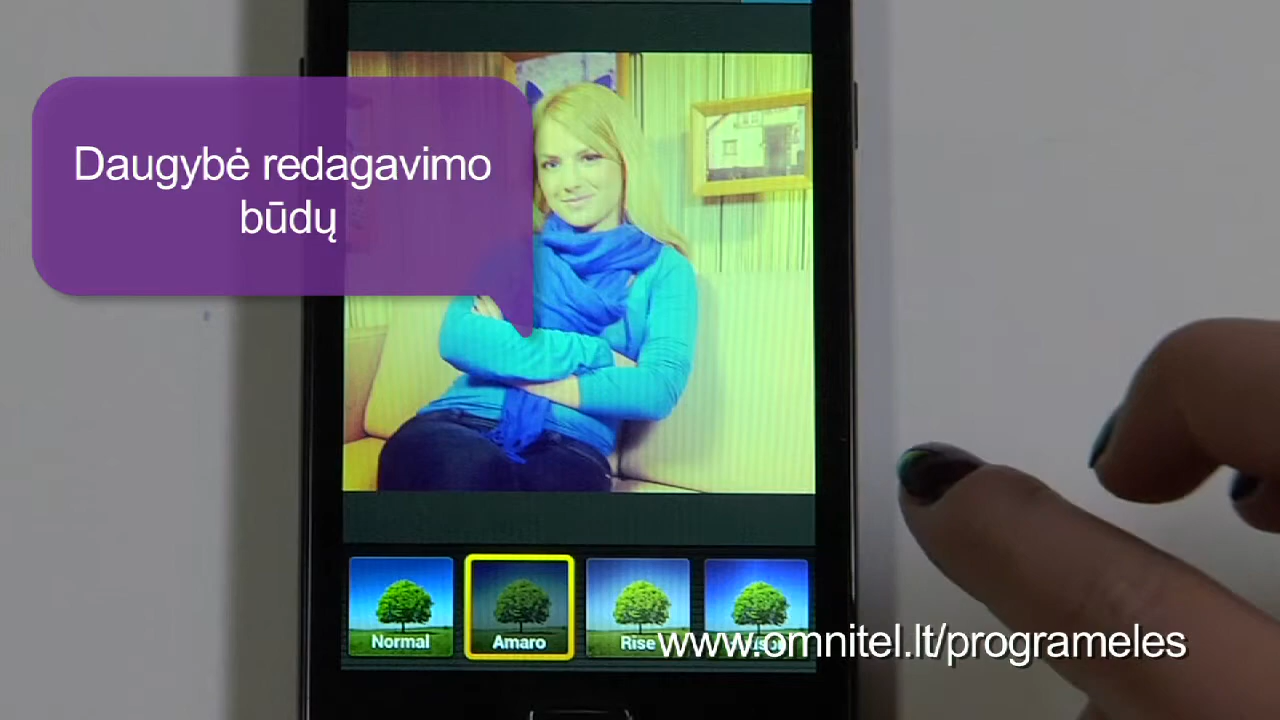 Daugybė redagavimo
būdų
Normal
Amaro
Rise
www.omnitel.lt/programeles